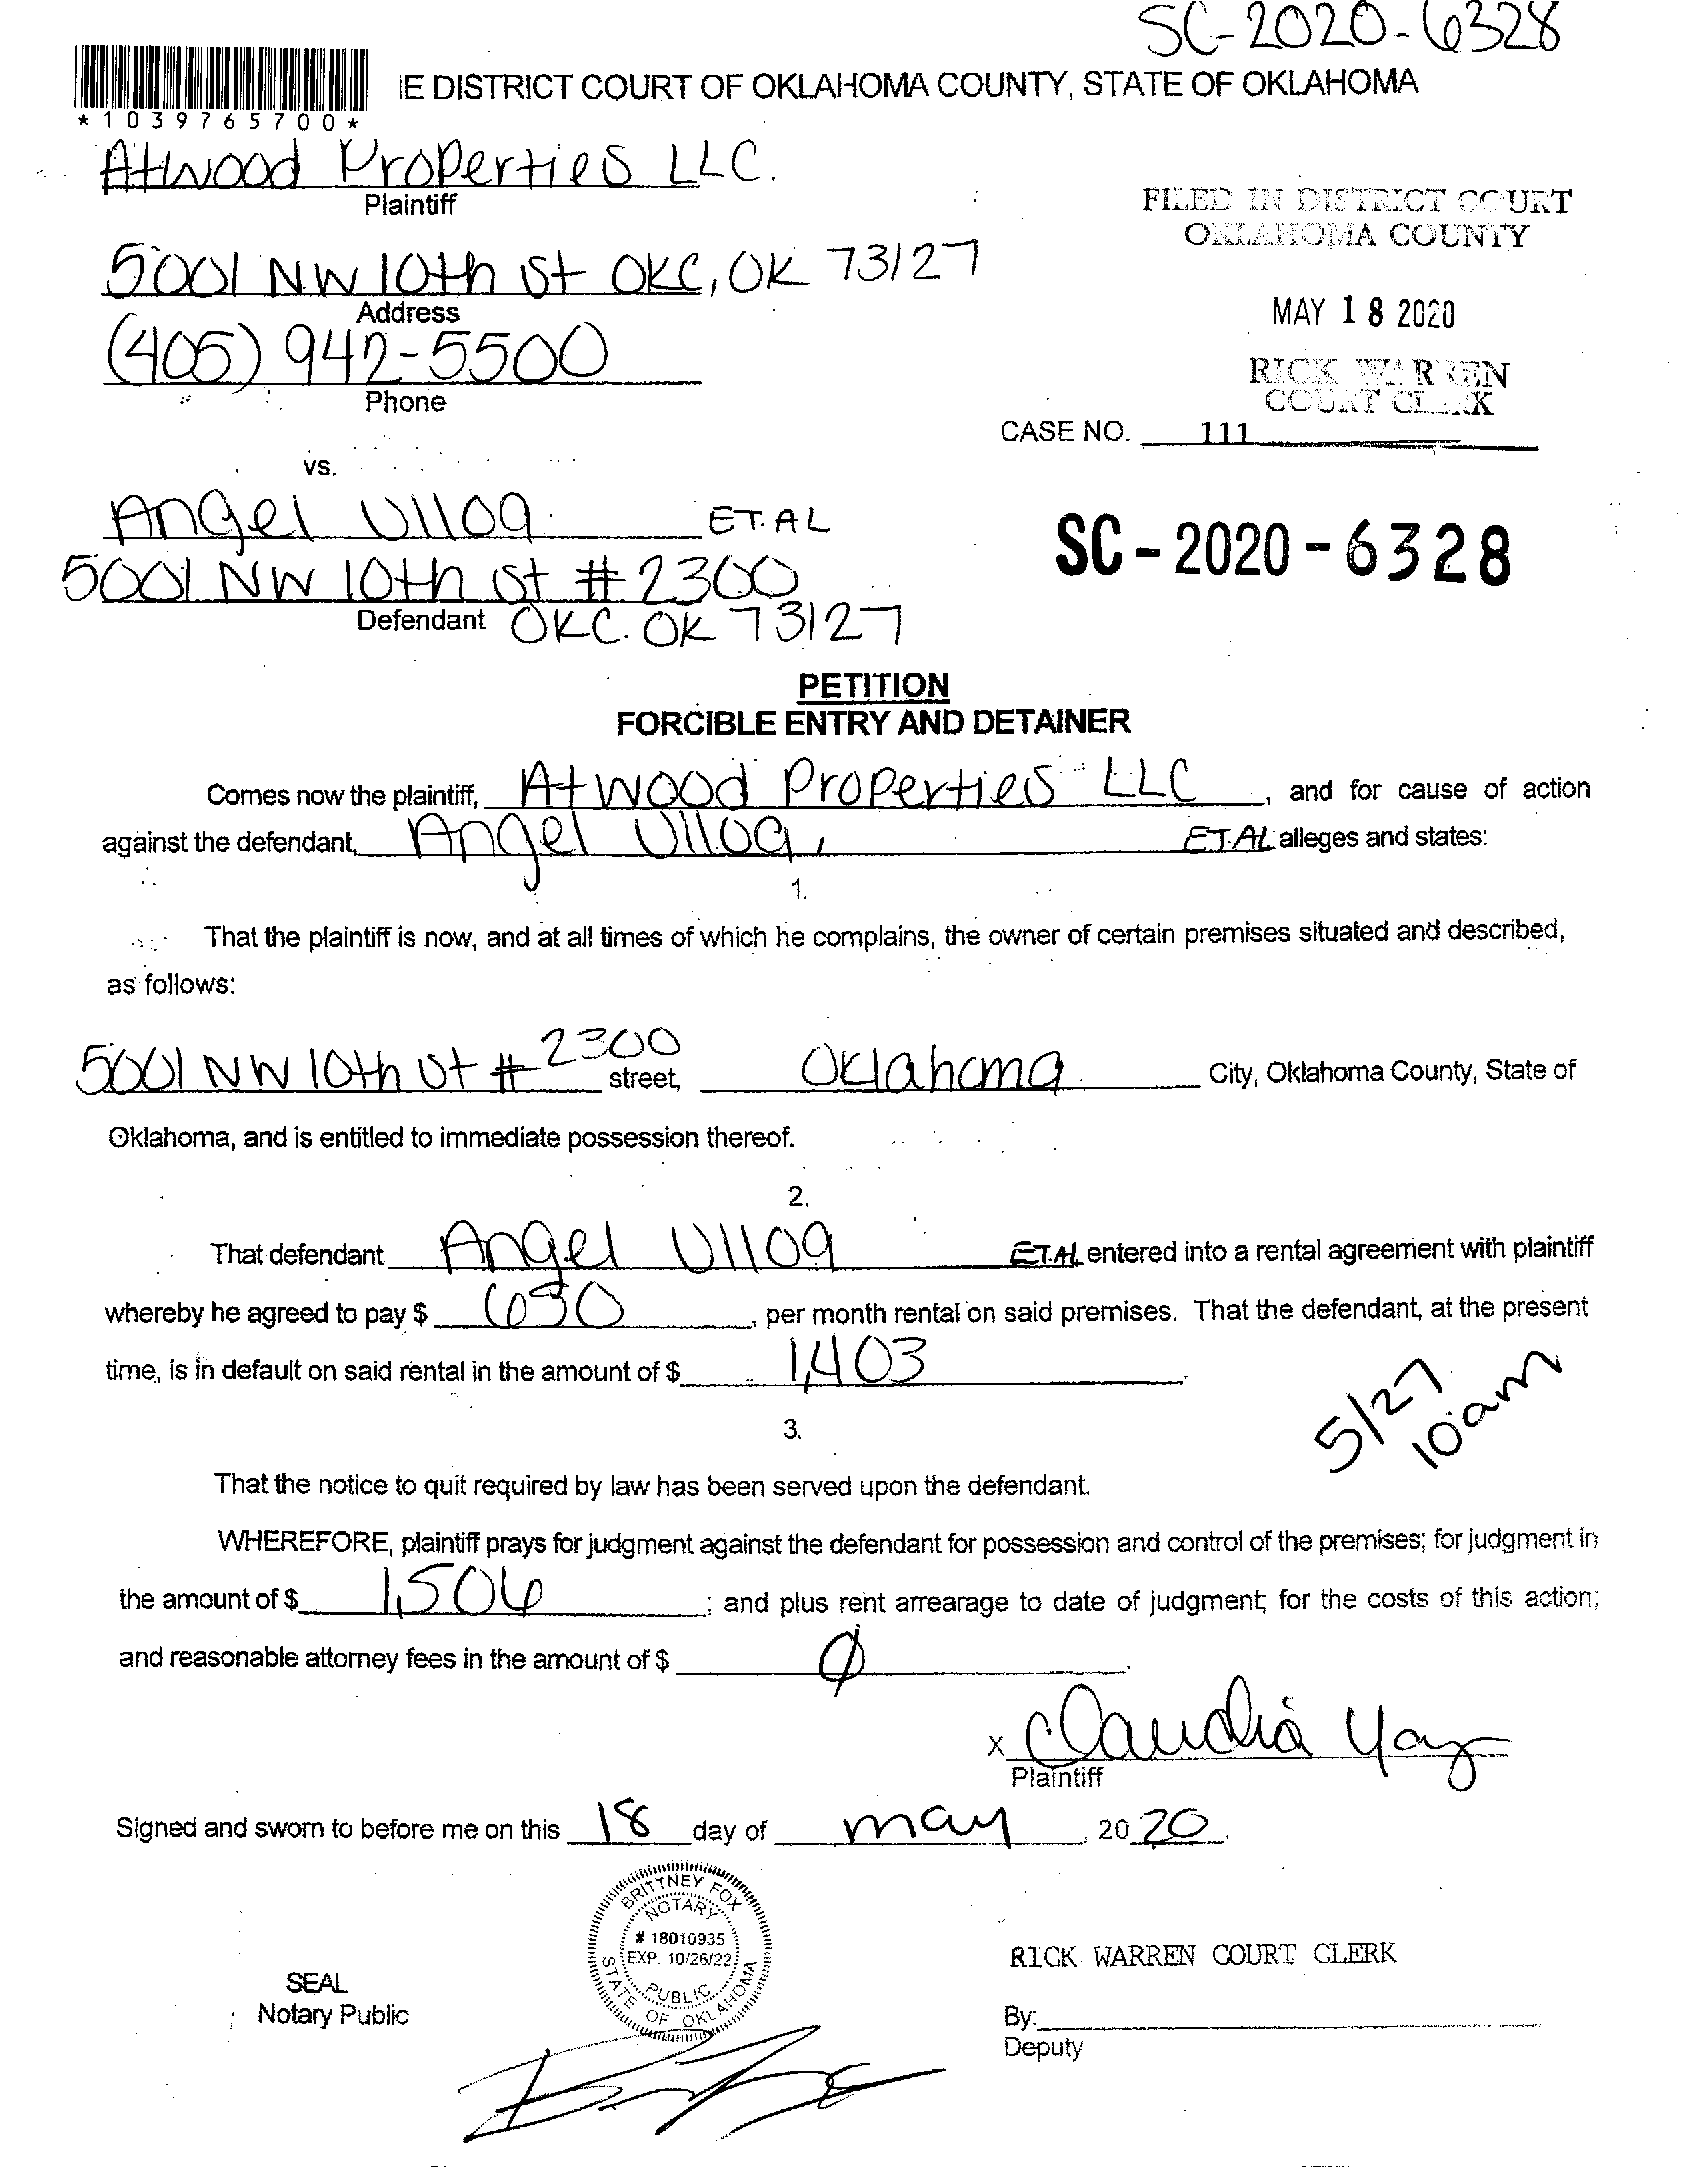 SC-2020-6328
IE DISTRICT COURT OF OKLAHOMA COUNTY, STATE OF OKLAHOMA
*1039765700*
Atwood Properties LLC.
Plaintiff
5001 NW 10th St OKC, OK 73127
Address
(405) 942-5500
Phone
FILED IN DISTRICT COURT
OKLAHOMA COUNTY
MAY 18 2020
RICK WARREN
COURT CLERK
CASE NO. 111
vs.
Angel Ulloa ET.AL
5001 NW 10th St #2300
Defendant OKC. OK 73127
SC-2020-6328
PETITION
FORCIBLE ENTRY AND DETAINER
Comes now the plaintiff, Atwood Properties LLC, and for cause of action
against the defendant, Angel Ulloa, ET.AL alleges and states:
1.
That the plaintiff is now, and at all times of which he complains, the owner of certain premises situated and described,
as follows:
5001 NW 10th St # 2300 street, Oklahoma City, Oklahoma County, State of
Oklahoma, and is entitled to immediate possession thereof.
2.
That defendant Angel Ulloa ET.AL entered into a rental agreement with plaintiff
whereby he agreed to pay $ 630, per month rental on said premises. That the defendant, at the present
time, is in default on said rental in the amount of $ 1,403
5/27
10am
3.
That the notice to quit required by law has been served upon the defendant.
WHEREFORE, plaintiff prays for judgment against the defendant for possession and control of the premises; for judgment in
the amount of $ 1,506; and plus rent arrearage to date of judgment; for the costs of this action;
and reasonable attorney fees in the amount of $ Ø
x Claudia
Plaintiff
Signed and sworn to before me on this 18 day of may, 2020.
BRITTNEY FOX
NOTARY
# 18010935
EXP. 10/26/22
PUBLIC
STATE OF OKLAHOMA
SEAL
Notary Public
RICK WARREN COURT CLERK
By:
Deputy